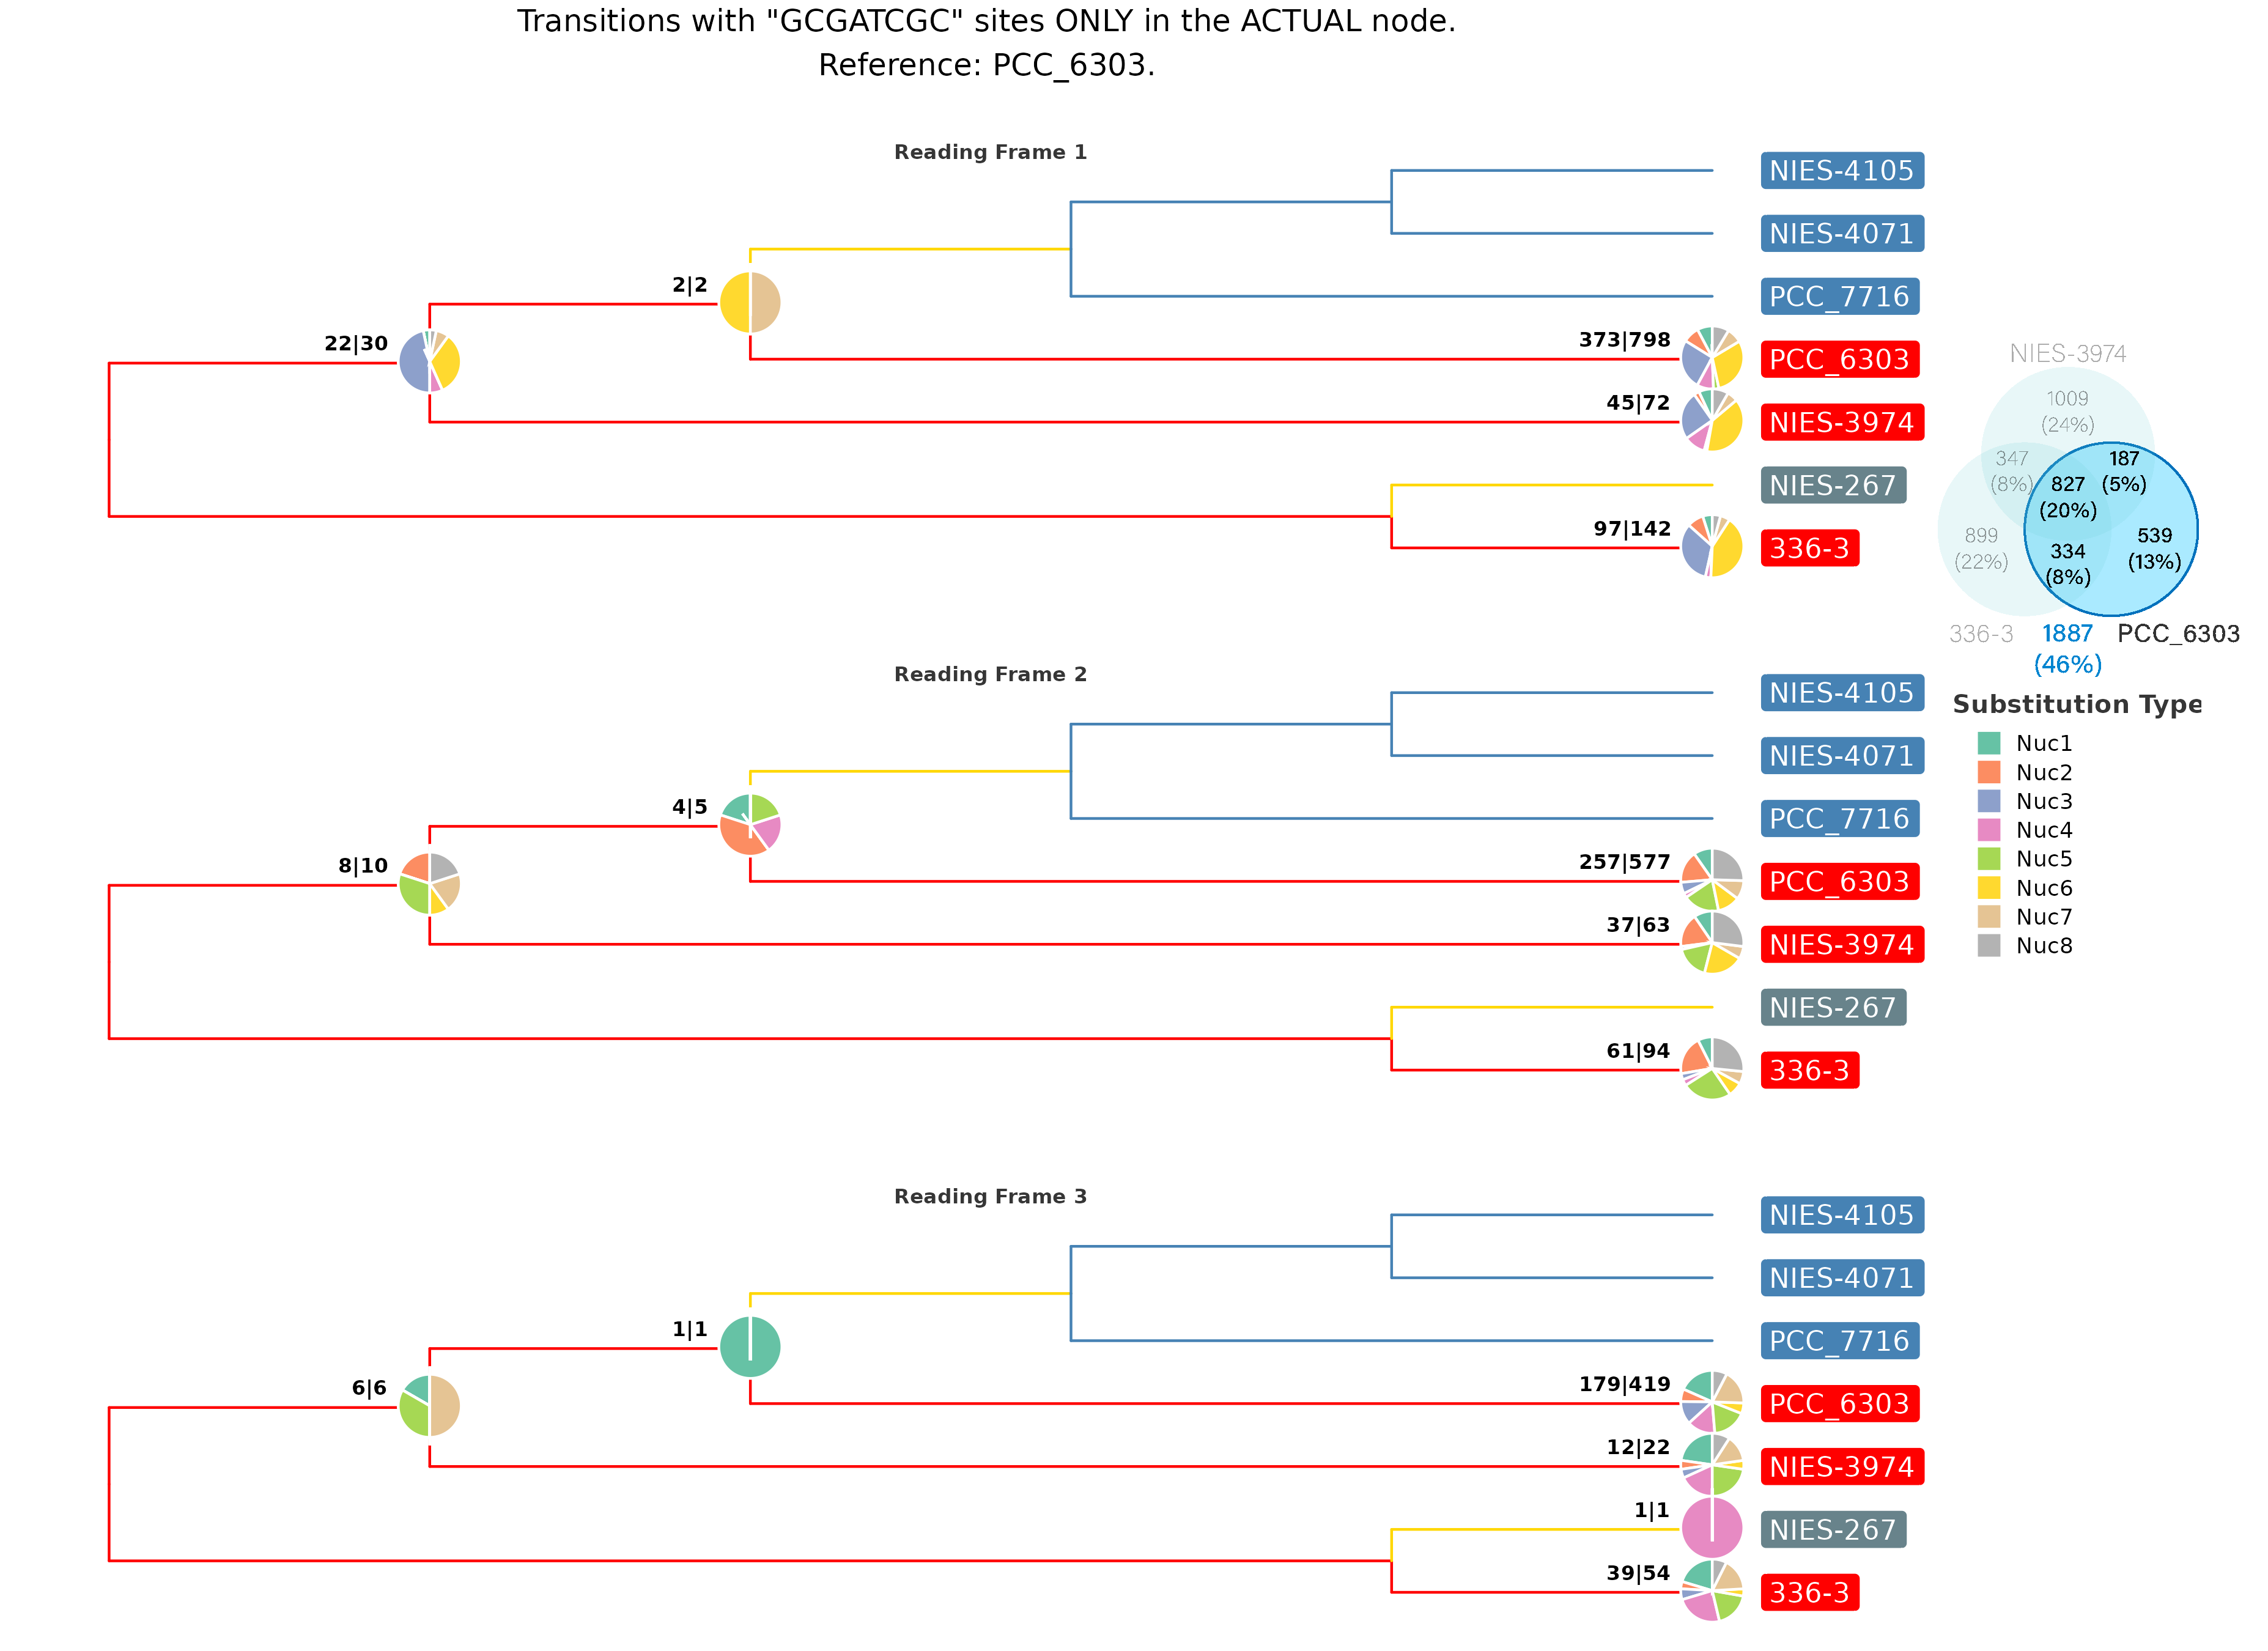 Transitions with "GCGATCGC" sites ONLY in the ACTUAL node.
Reference: PCC_6303.
Reading Frame 1
NIES-4105
NIES-4071
2|2
PCC_7716
22|30
373|798
PCC_6303
45|72
NIES-3974
NIES-267
97|142
336-3
NIES-3974
1009
(24%)
347
(8%)
187
(5%)
827
(20%)
899
(22%)
334
(8%)
539
(13%)
336-3
1887
(46%)
PCC_6303
Reading Frame 2
NIES-4105
NIES-4071
4|5
PCC_7716
8|10
257|577
PCC_6303
37|63
NIES-3974
NIES-267
61|94
336-3
Substitution Type
Nuc1
Nuc2
Nuc3
Nuc4
Nuc5
Nuc6
Nuc7
Nuc8
Reading Frame 3
NIES-4105
NIES-4071
1|1
PCC_7716
6|6
179|419
PCC_6303
12|22
NIES-3974
1|1
NIES-267
39|54
336-3